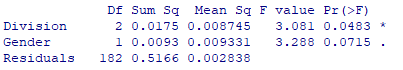 Df Sum Sq Mean Sq F value Pr(>F)
Division 2 0.0175 0.008745 3.081 0.0483 *
Gender 1 0.0093 0.009331 3.288 0.0715 .
Residuals 182 0.5166 0.002838